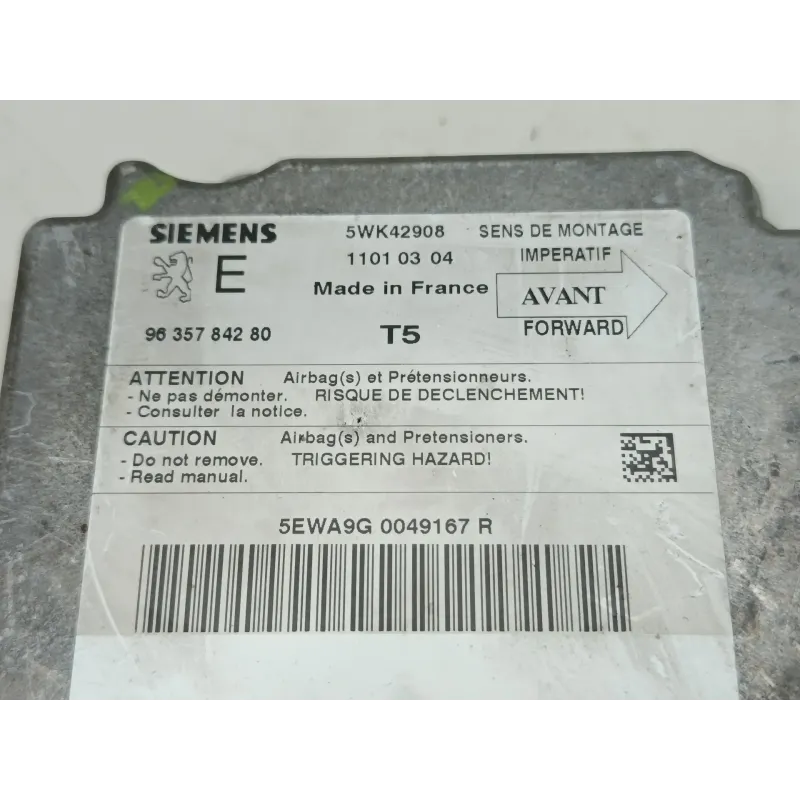 SIEMENS 5WK42908 SENS DE MONTAGE
E 1101 03 04 IMPERATIF
Made in France AVANT
96 357 842 80 T5 FORWARD
ATTENTION Airbag(s) et Prétensionneurs.
- Ne pas démonter. RISQUE DE DECLENCHEMENT!
- Consulter la notice.
CAUTION Airbag(s) and Pretensioners.
- Do not remove. TRIGGERING HAZARD!
- Read manual.
5EWA9G 0049167 R